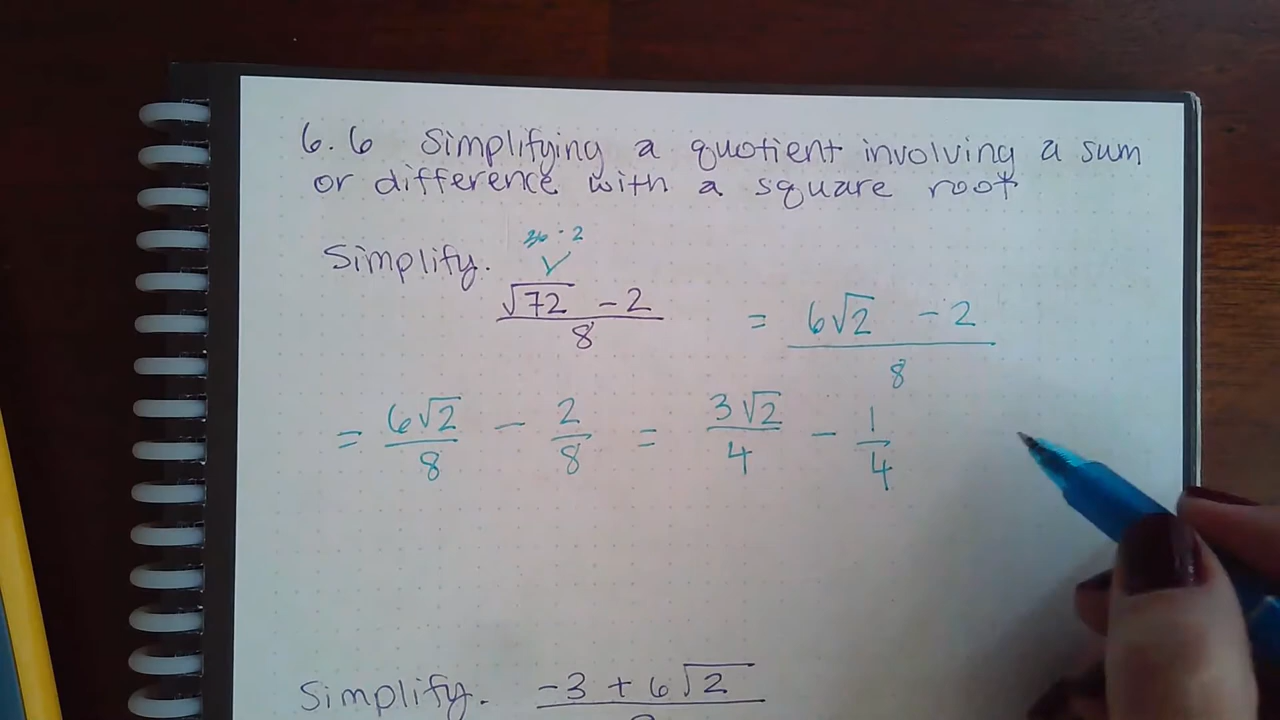 6.6 Simplifying a quotient involving a sum
or difference with a square root
36 · 2
Simplify.
√72 - 2
8
= 6√2 - 2
8
= 6√2/8 - 2/8 = 3√2/4 - 1/4
Simplify. -3 + 6√2